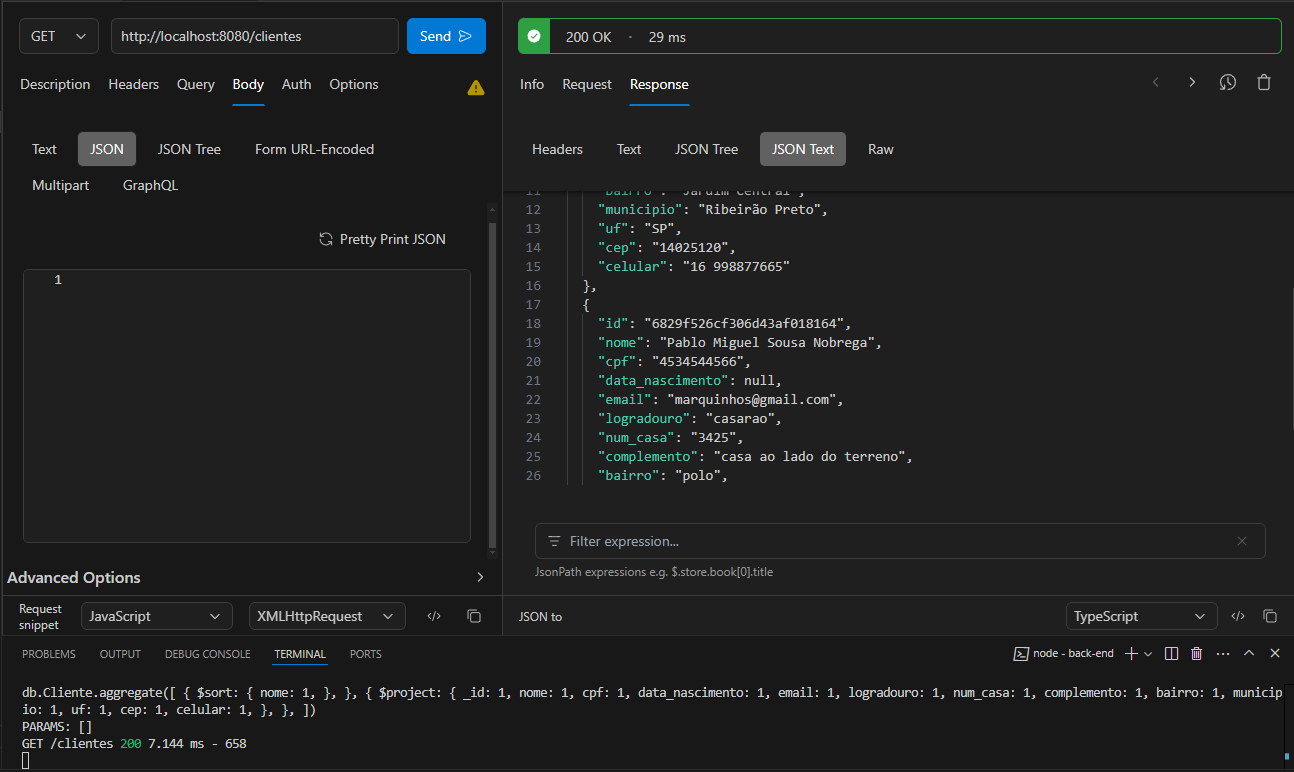 GET
http://localhost:8080/clientes
Send
Description Headers Query Body Auth Options
Text JSON JSON Tree Form URL-Encoded
Multipart GraphQL
Pretty Print JSON
1
Advanced Options
Request snippet
JavaScript
XMLHttpRequest
200 OK · 29 ms
Info Request Response
Headers Text JSON Tree JSON Text Raw
11 "bairro": "Jardim Central",
12 "municipio": "Ribeirão Preto",
13 "uf": "SP",
14 "cep": "14025120",
15 "celular": "16 998877665"
16 },
17 {
18 "id": "6829f526cf306d43af018164",
19 "nome": "Pablo Miguel Sousa Nobrega",
20 "cpf": "4534544566",
21 "data_nascimento": null,
22 "email": "marquinhos@gmail.com",
23 "logradouro": "casarao",
24 "num_casa": "3425",
25 "complemento": "casa ao lado do terreno",
26 "bairro": "polo",
Filter expression...
JsonPath expressions e.g. $.store.book[0].title
JSON to
TypeScript
PROBLEMS OUTPUT DEBUG CONSOLE TERMINAL PORTS
node - back-end
db.Cliente.aggregate([ { $sort: { nome: 1, }, }, { $project: { _id: 1, nome: 1, cpf: 1, data_nascimento: 1, email: 1, logradouro: 1, num_casa: 1, complemento: 1, bairro: 1, municip
io: 1, uf: 1, cep: 1, celular: 1, }, }, ])
PARAMS: []
GET /clientes 200 7.144 ms - 658